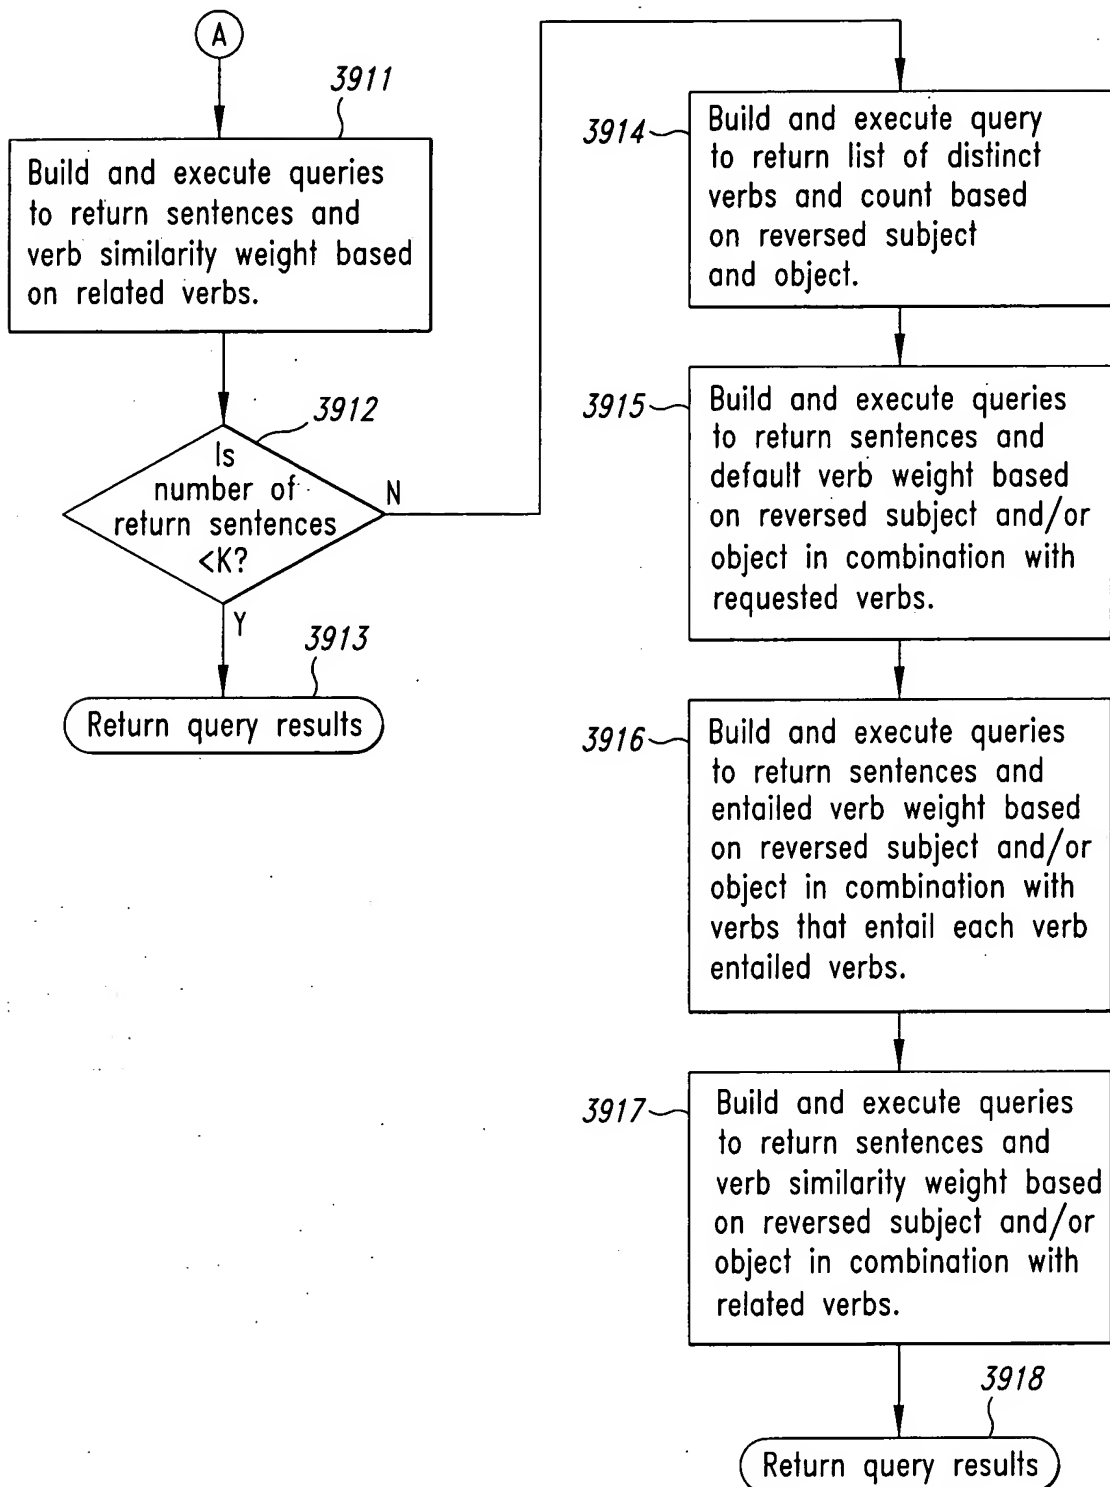 A
3911
Build and execute queries
to return sentences and
verb similarity weight based
on related verbs.
3912
Is
number of
return sentences
<K?
N
Y
3913
Return query results
3914
Build and execute query
to return list of distinct
verbs and count based
on reversed subject
and object.
3915
Build and execute queries
to return sentences and
default verb weight based
on reversed subject and/or
object in combination with
requested verbs.
3916
Build and execute queries
to return sentences and
entailed verb weight based
on reversed subject and/or
object in combination with
verbs that entail each verb
entailed verbs.
3917
Build and execute queries
to return sentences and
verb similarity weight based
on reversed subject and/or
object in combination with
related verbs.
3918
Return query results